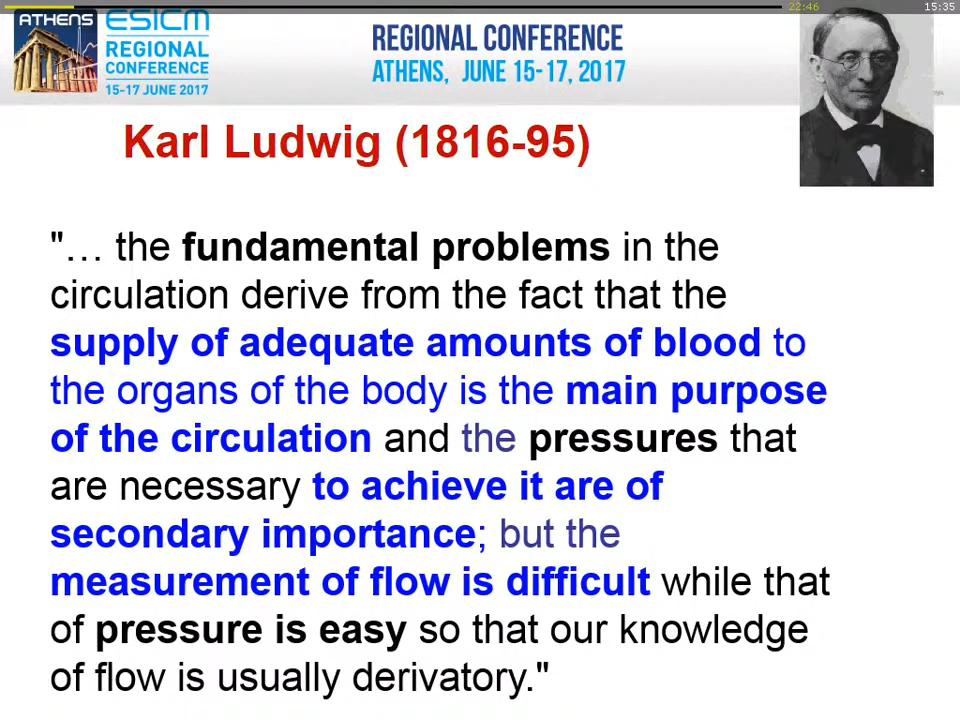 22:46
15:35
ATHENS
ESICM
REGIONAL
CONFERENCE
15-17 JUNE 2017
REGIONAL CONFERENCE
ATHENS, JUNE 15-17, 2017
Karl Ludwig (1816-95)
"… the fundamental problems in the
circulation derive from the fact that the
supply of adequate amounts of blood to
the organs of the body is the main purpose
of the circulation and the pressures that
are necessary to achieve it are of
secondary importance; but the
measurement of flow is difficult while that
of pressure is easy so that our knowledge
of flow is usually derivatory."